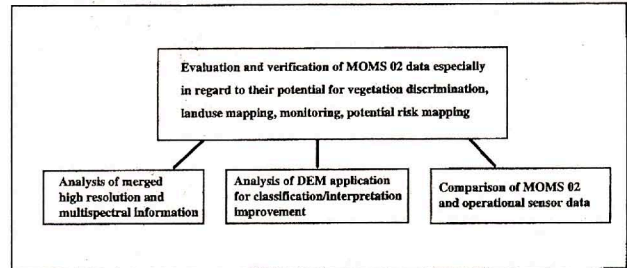 Evaluation and verification of MOMS 02 data especially
in regard to their potential for vegetation discrimination,
landuse mapping, monitoring, potential risk mapping
Analysis of merged
high resolution and
multispectral information
Analysis of DEM application
for classification/interpretation
improvement
Comparison of MOMS 02
and operational sensor data